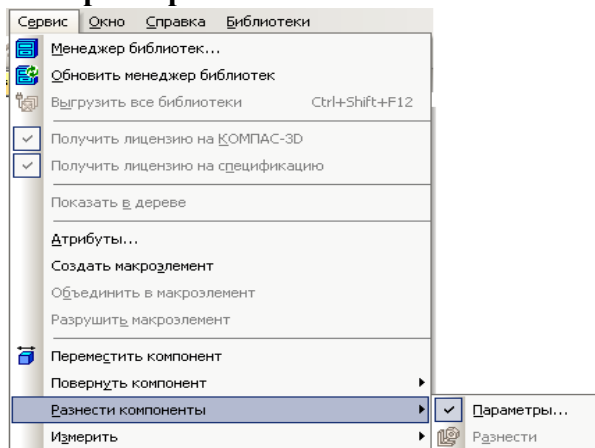 Сервис Окно Справка Библиотеки
Менеджер библиотек...
Обновить менеджер библиотек
Выгрузить все библиотеки Ctrl+Shift+F12
Получить лицензию на КОМПАС-3D
Получить лицензию на спецификацию
Показать в дереве
Атрибуты...
Создать макроэлемент
Объединить в макроэлемент
Разрушить макроэлемент
Переместить компонент
Повернуть компонент
Разнести компоненты Параметры...
Измерить Разнести